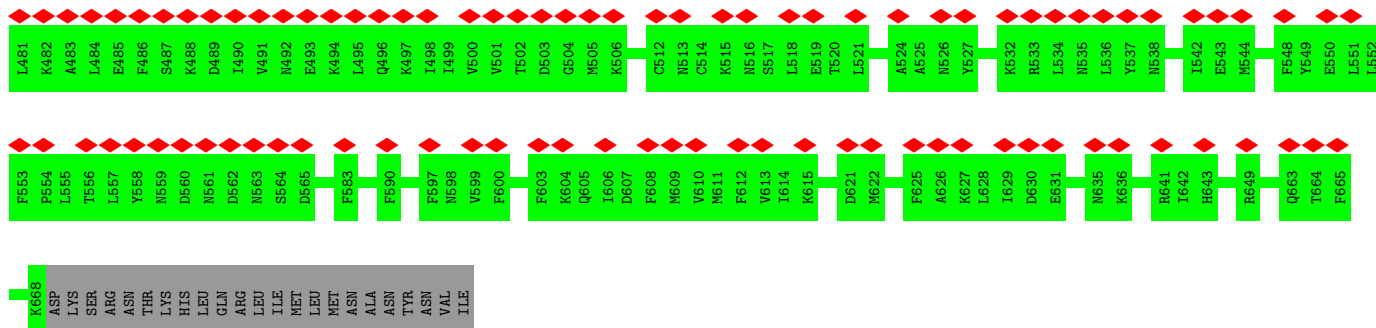 L481 K482 A483 L484 E485 F486 S487 K488 D489 I490 V491 N492 E493 K494 L495 Q496 K497 I498 I499 V500 V501 T502 D503 G504 M505 K506 C512 N513 C514 K515 N516 S517 L518 E519 T520 L521 A524 A525 N526 Y527 K532 R533 L534 N535 L536 Y537 N538 I542 E543 M544 F548 Y549 E550 L551 L552
F553 P554 L555 T556 L557 Y558 N559 D560 N561 D562 N563 S564 D565 F583 F590 F597 N598 V599 F600 F603 K604 Q605 I606 D607 F608 M609 V610 M611 F612 V613 I614 K615 D621 M622 F625 A626 K627 L628 I629 D630 E631 N635 K636 R641 I642 H643 R649 Q663 T664 F665
K668 ASP LYS SER ARG ASN THR LYS HIS LEU GLN ARG LEU ILE MET LEU MET ASN ALA ASN TYR ASN VAL ILE